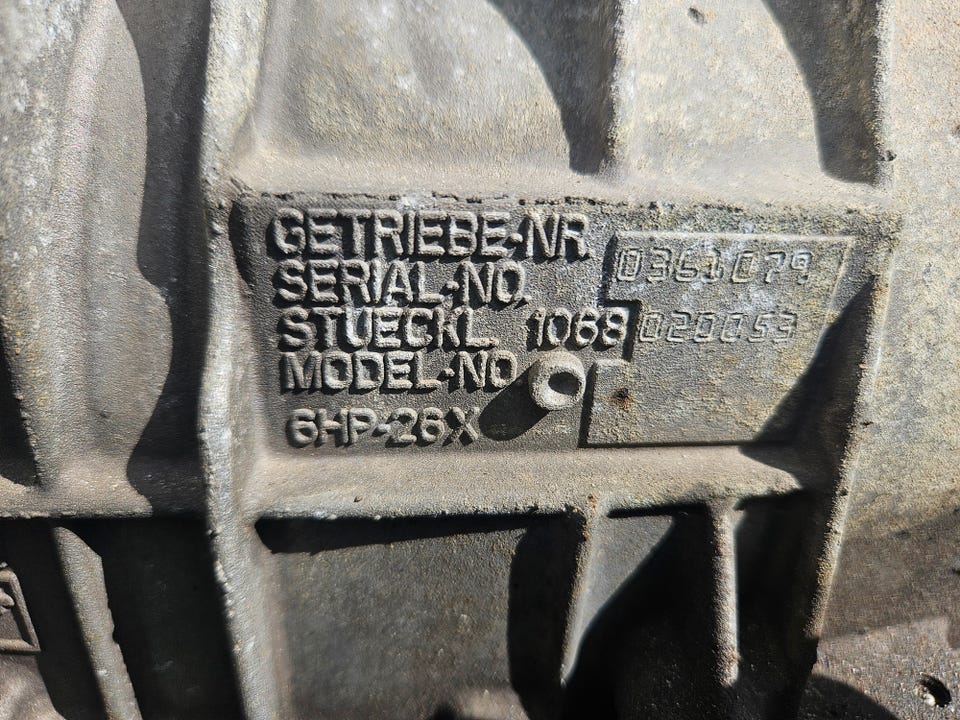 GETRIEBE-NR.
SERIAL-NO. 0361079
STUECKL. 1068 020053
MODEL-NO.
6HP-26X